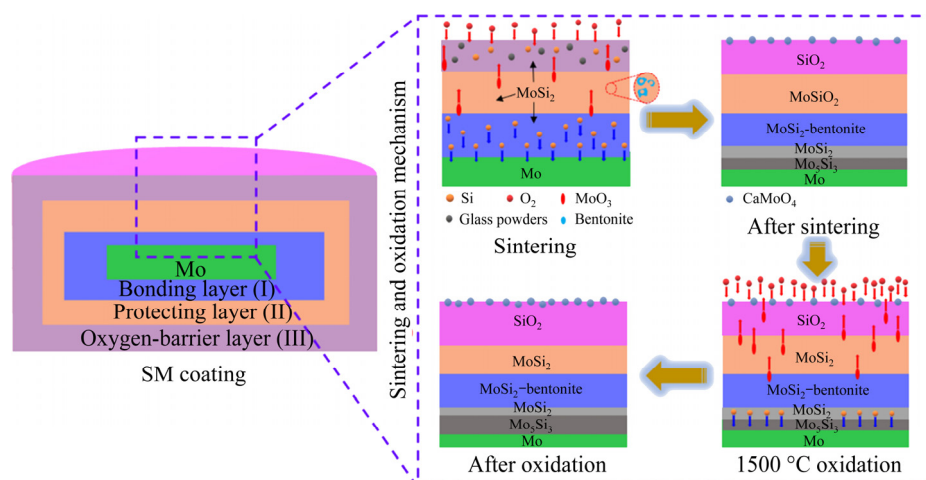 Mo
Bonding layer (I)
Protecting layer (II)
Oxygen-barrier layer (III)
SM coating
Sintering and oxidation mechanism
MoSi₂
Mo
Si
O₂
MoO₃
Glass powders
Bentonite
Sintering
SiO₂
MoSiO₂
MoSi₂-bentonite
MoSi₂
Mo₅Si₃
Mo
CaMoO₄
After sintering
SiO₂
MoSi₂
MoSi₂−bentonite
MoSi₂
Mo₅Si₃
Mo
After oxidation
SiO₂
MoSi₂
MoSi₂−bentonite
MoSi₂
Mo₅Si₃
Mo
1500 °C oxidation